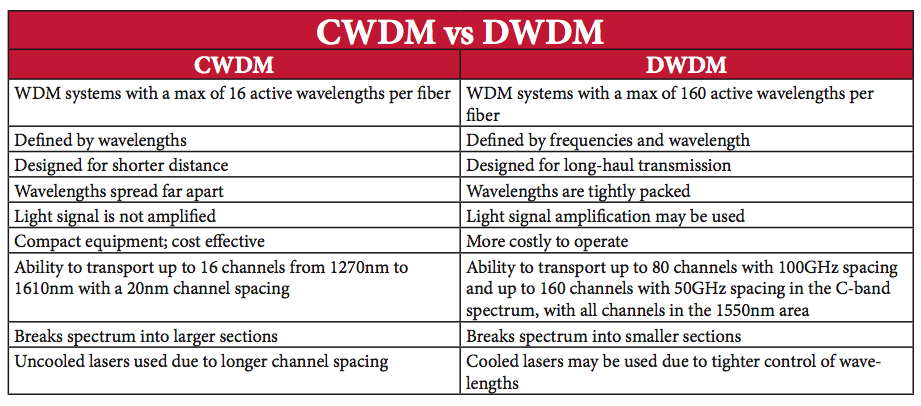 CWDM vs DWDM
CWDM
DWDM
WDM systems with a max of 16 active wavelengths per fiber
WDM systems with a max of 160 active wavelengths per
fiber
Defined by wavelengths
Defined by frequencies and wavelength
Designed for shorter distance
Designed for long-haul transmission
Wavelengths spread far apart
Wavelengths are tightly packed
Light signal is not amplified
Light signal amplification may be used
Compact equipment; cost effective
More costly to operate
Ability to transport up to 16 channels from 1270nm to
1610nm with a 20nm channel spacing
Ability to transport up to 80 channels with 100GHz spacing
and up to 160 channels with 50GHz spacing in the C-band
spectrum, with all channels in the 1550nm area
Breaks spectrum into larger sections
Breaks spectrum into smaller sections
Uncooled lasers used due to longer channel spacing
Cooled lasers may be used due to tighter control of wave-
lengths